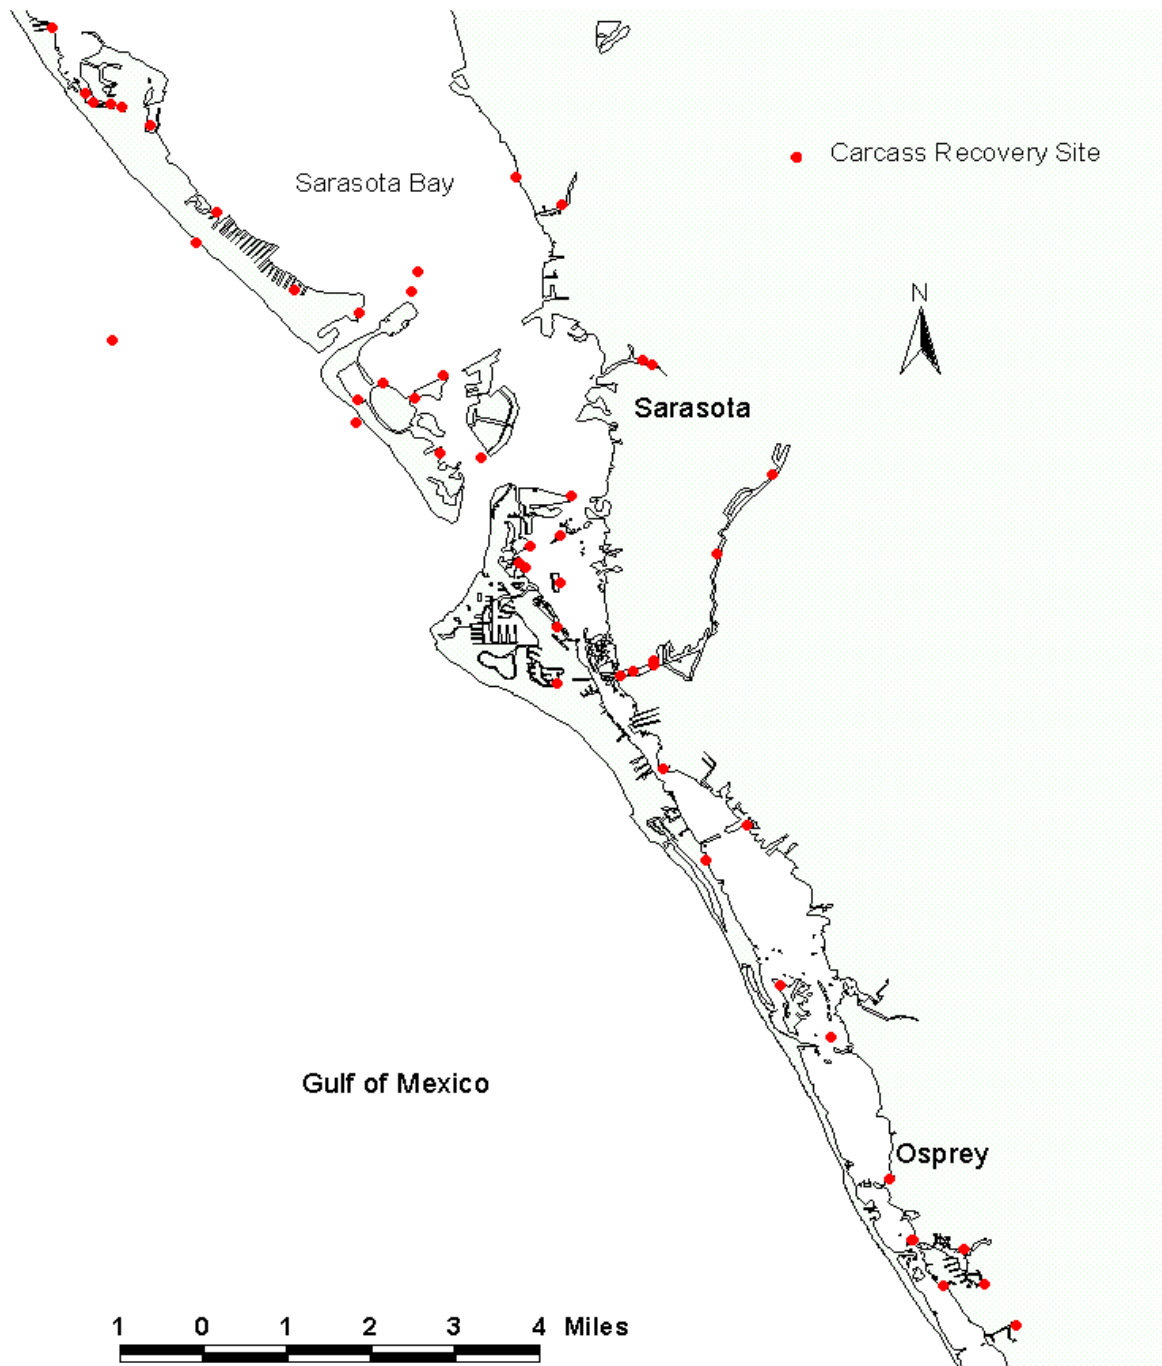 Carcass Recovery Site
Sarasota Bay
N
Sarasota
Gulf of Mexico
Osprey
1 0 1 2 3 4 Miles